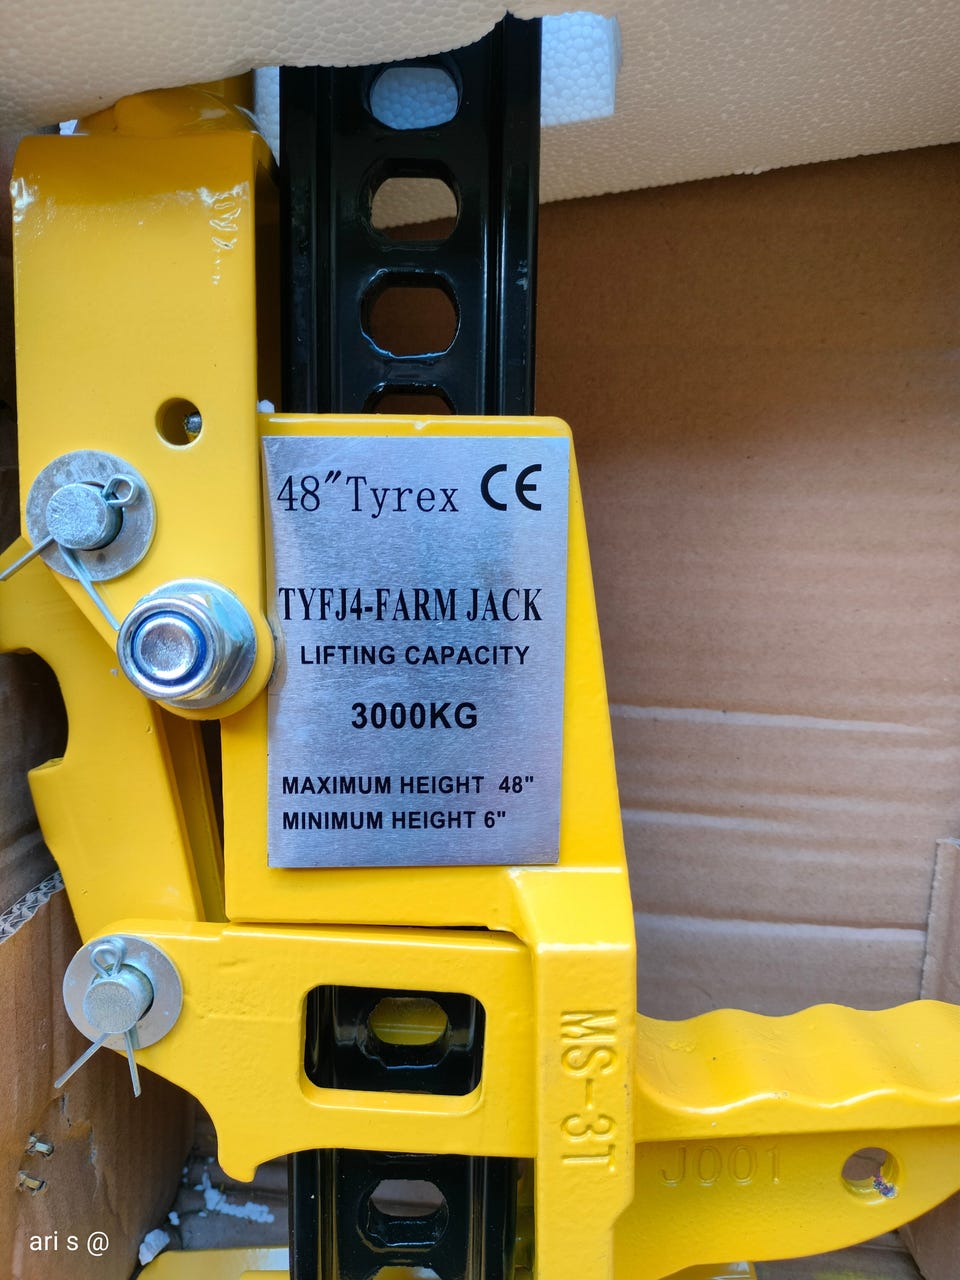 48" Tyrex CE
TYFJ4-FARM JACK
LIFTING CAPACITY
3000KG
MAXIMUM HEIGHT 48"
MINIMUM HEIGHT 6"
MS-3T
J001
ari s @